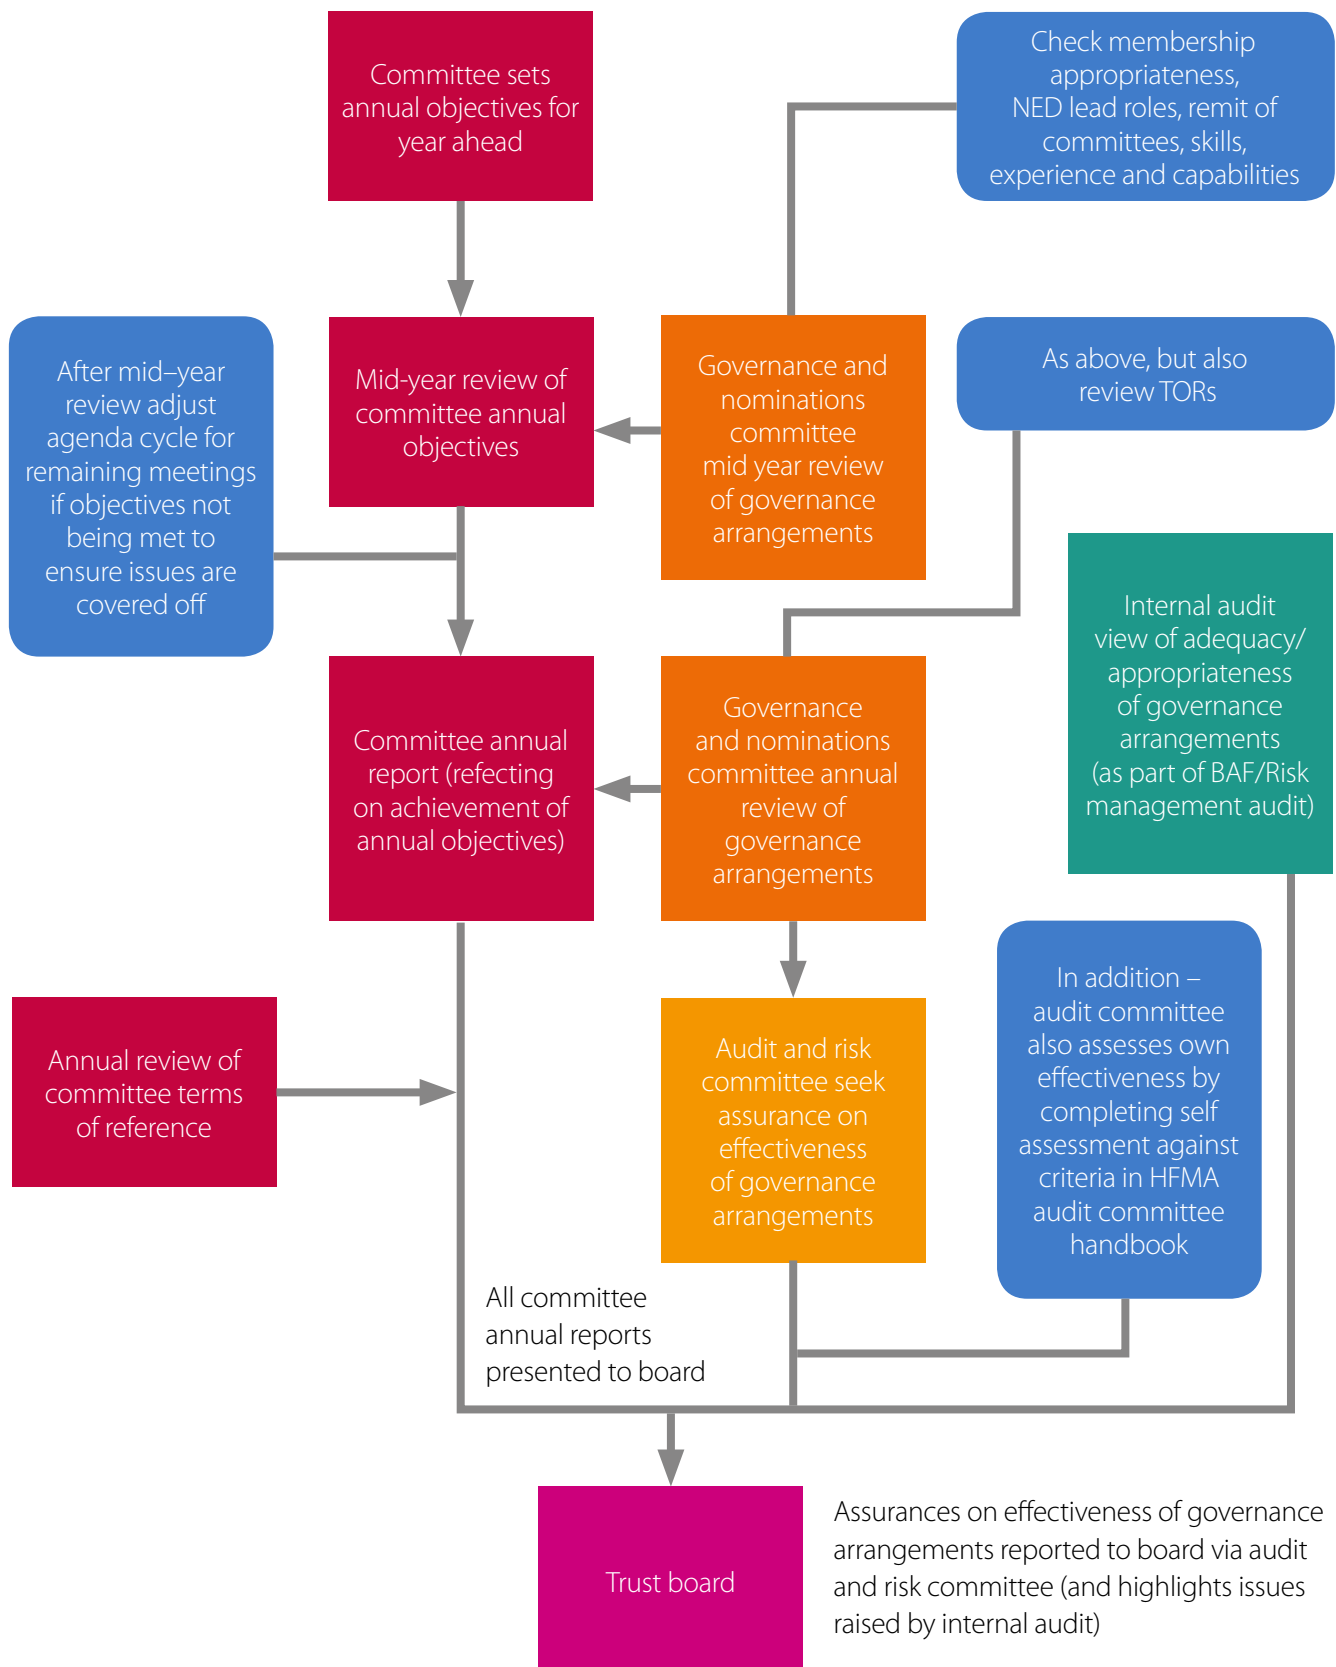 Committee sets
annual objectives for
year ahead
Check membership
appropriateness,
NED lead roles, remit of
committees, skills,
experience and capabilities
After mid–year
review adjust
agenda cycle for
remaining meetings
if objectives not
being met to
ensure issues are
covered off
Mid-year review of
committee annual
objectives
Governance and
nominations
committee
mid year review
of governance
arrangements
As above, but also
review TORs
Internal audit
view of adequacy/
appropriateness
of governance
arrangements
(as part of BAF/Risk
management audit)
Committee annual
report (refecting
on achievement of
annual objectives)
Governance
and nominations
committee annual
review of
governance
arrangements
Annual review of
committee terms
of reference
Audit and risk
committee seek
assurance on
effectiveness
of governance
arrangements
In addition –
audit committee
also assesses own
effectiveness by
completing self
assessment against
criteria in HFMA
audit committee
handbook
All committee
annual reports
presented to board
Trust board
Assurances on effectiveness of governance
arrangements reported to board via audit
and risk committee (and highlights issues
raised by internal audit)